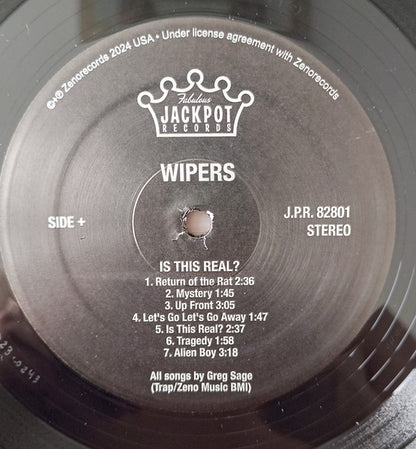 ©+℗ Zenorecords 2024 USA • Under license agreement with Zenorecords
Fabulous
JACKPOT
RECORDS
WIPERS
SIDE +
J.P.R. 82801
STEREO
IS THIS REAL?
1. Return of the Rat 2:36
2. Mystery 1:45
3. Up Front 3:05
4. Let's Go Let's Go Away 1:47
5. Is This Real? 2:37
6. Tragedy 1:58
7. Alien Boy 3:18
All songs by Greg Sage
(Trap/Zeno Music BMI)